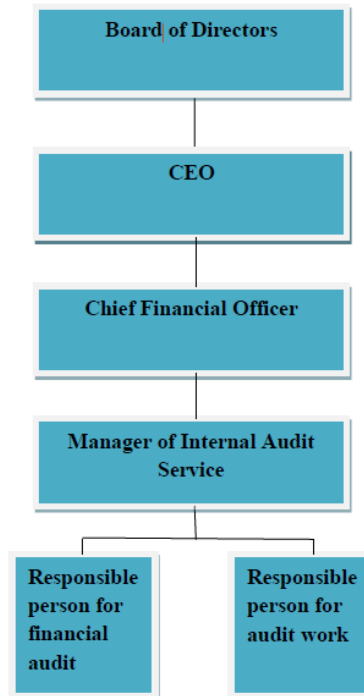 Board of Directors
CEO
Chief Financial Officer
Manager of Internal Audit
Service
Responsible
person for
financial
audit
Responsible
person for
audit work